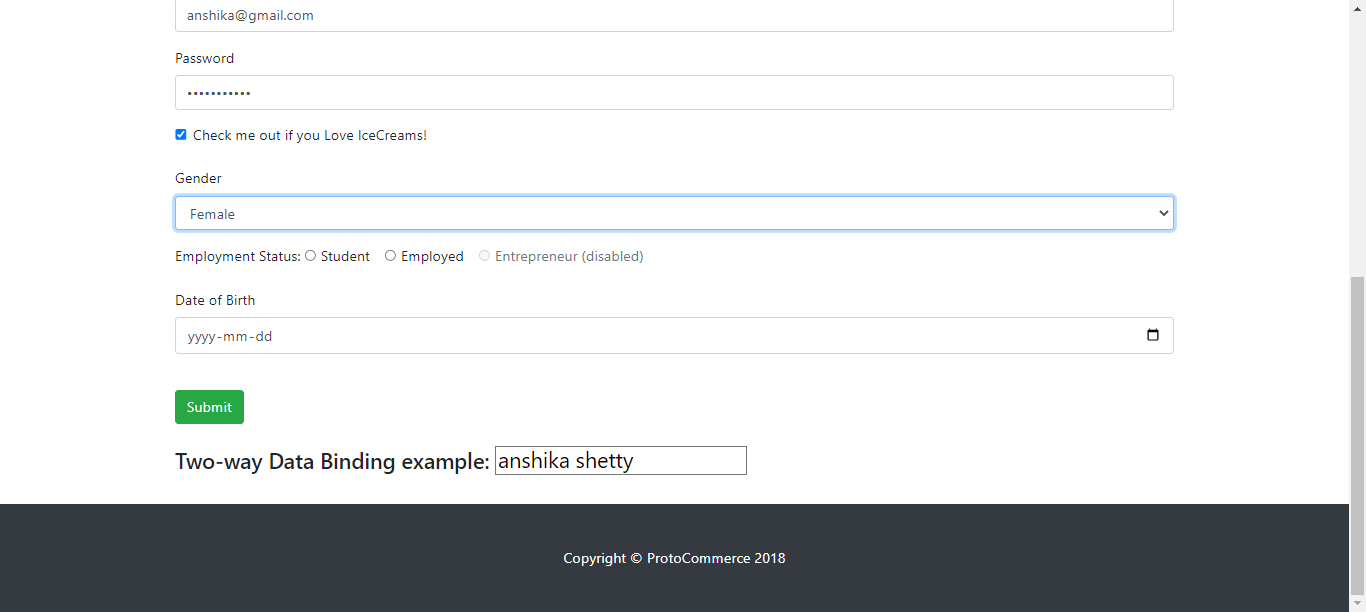 anshika@gmail.com
Password
•••••••••••
Check me out if you Love IceCreams!
Gender
Female
Employment Status: Student Employed Entrepreneur (disabled)
Date of Birth
yyyy-mm-dd
Submit
Two-way Data Binding example: anshika shetty
Copyright © ProtoCommerce 2018